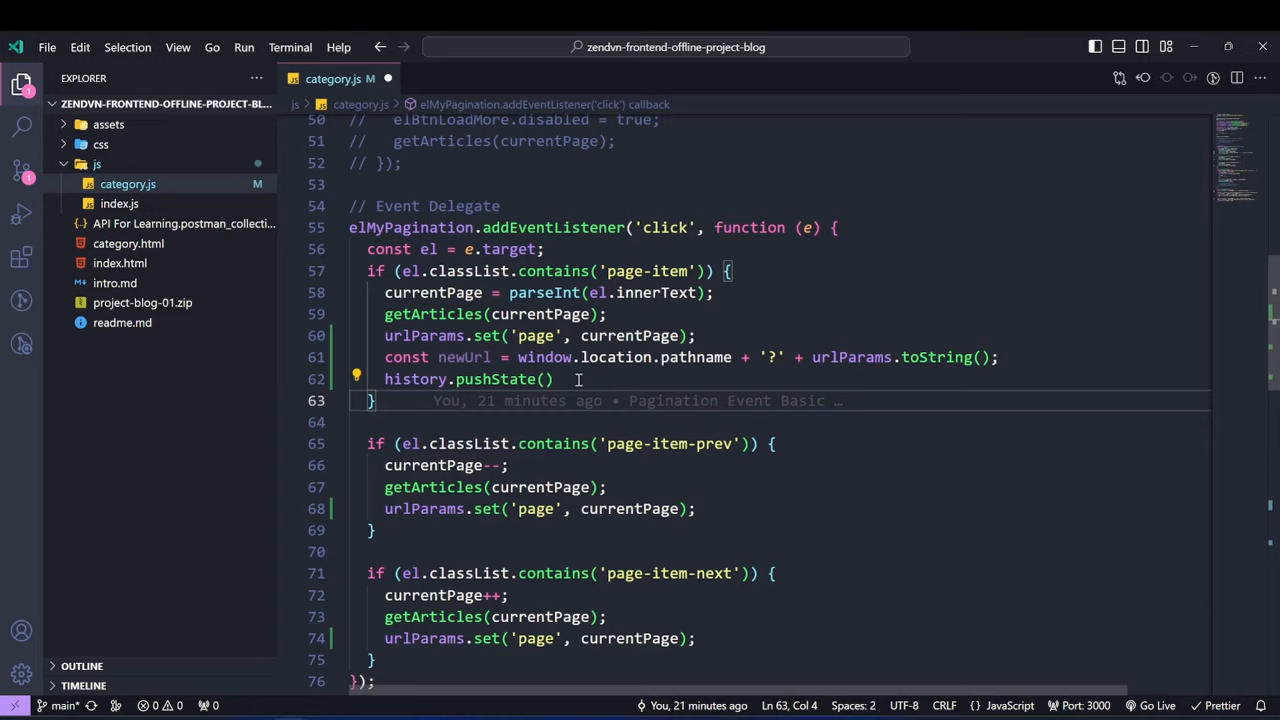 File Edit Selection View Go Run Terminal Help
zendvn-frontend-offline-project-blog
EXPLORER
category.js M
ZENDVN-FRONTEND-OFFLINE-PROJECT-BL...
js > category.js > elMyPagination.addEventListener('click') callback
assets
css
js
category.js M
index.js
API For Learning.postman_collecti...
category.html
index.html
intro.md
project-blog-01.zip
readme.md
50 //   elBtnLoadMore.disabled = true;
51 //   getArticles(currentPage);
52 // });
53
54 // Event Delegate
55 elMyPagination.addEventListener('click', function (e) {
56   const el = e.target;
57   if (el.classList.contains('page-item')) {
58     currentPage = parseInt(el.innerText);
59     getArticles(currentPage);
60     urlParams.set('page', currentPage);
61     const newUrl = window.location.pathname + '?' + urlParams.toString();
62     history.pushState()
63   } You, 21 minutes ago • Pagination Event Basic …
64
65   if (el.classList.contains('page-item-prev')) {
66     currentPage--;
67     getArticles(currentPage);
68     urlParams.set('page', currentPage);
69   }
70
71   if (el.classList.contains('page-item-next')) {
72     currentPage++;
73     getArticles(currentPage);
74     urlParams.set('page', currentPage);
75   }
76 });
1
1
OUTLINE
TIMELINE
main* 0 0 0 You, 21 minutes ago Ln 63, Col 4 Spaces: 2 UTF-8 CRLF {} JavaScript Port: 3000 Go Live Prettier